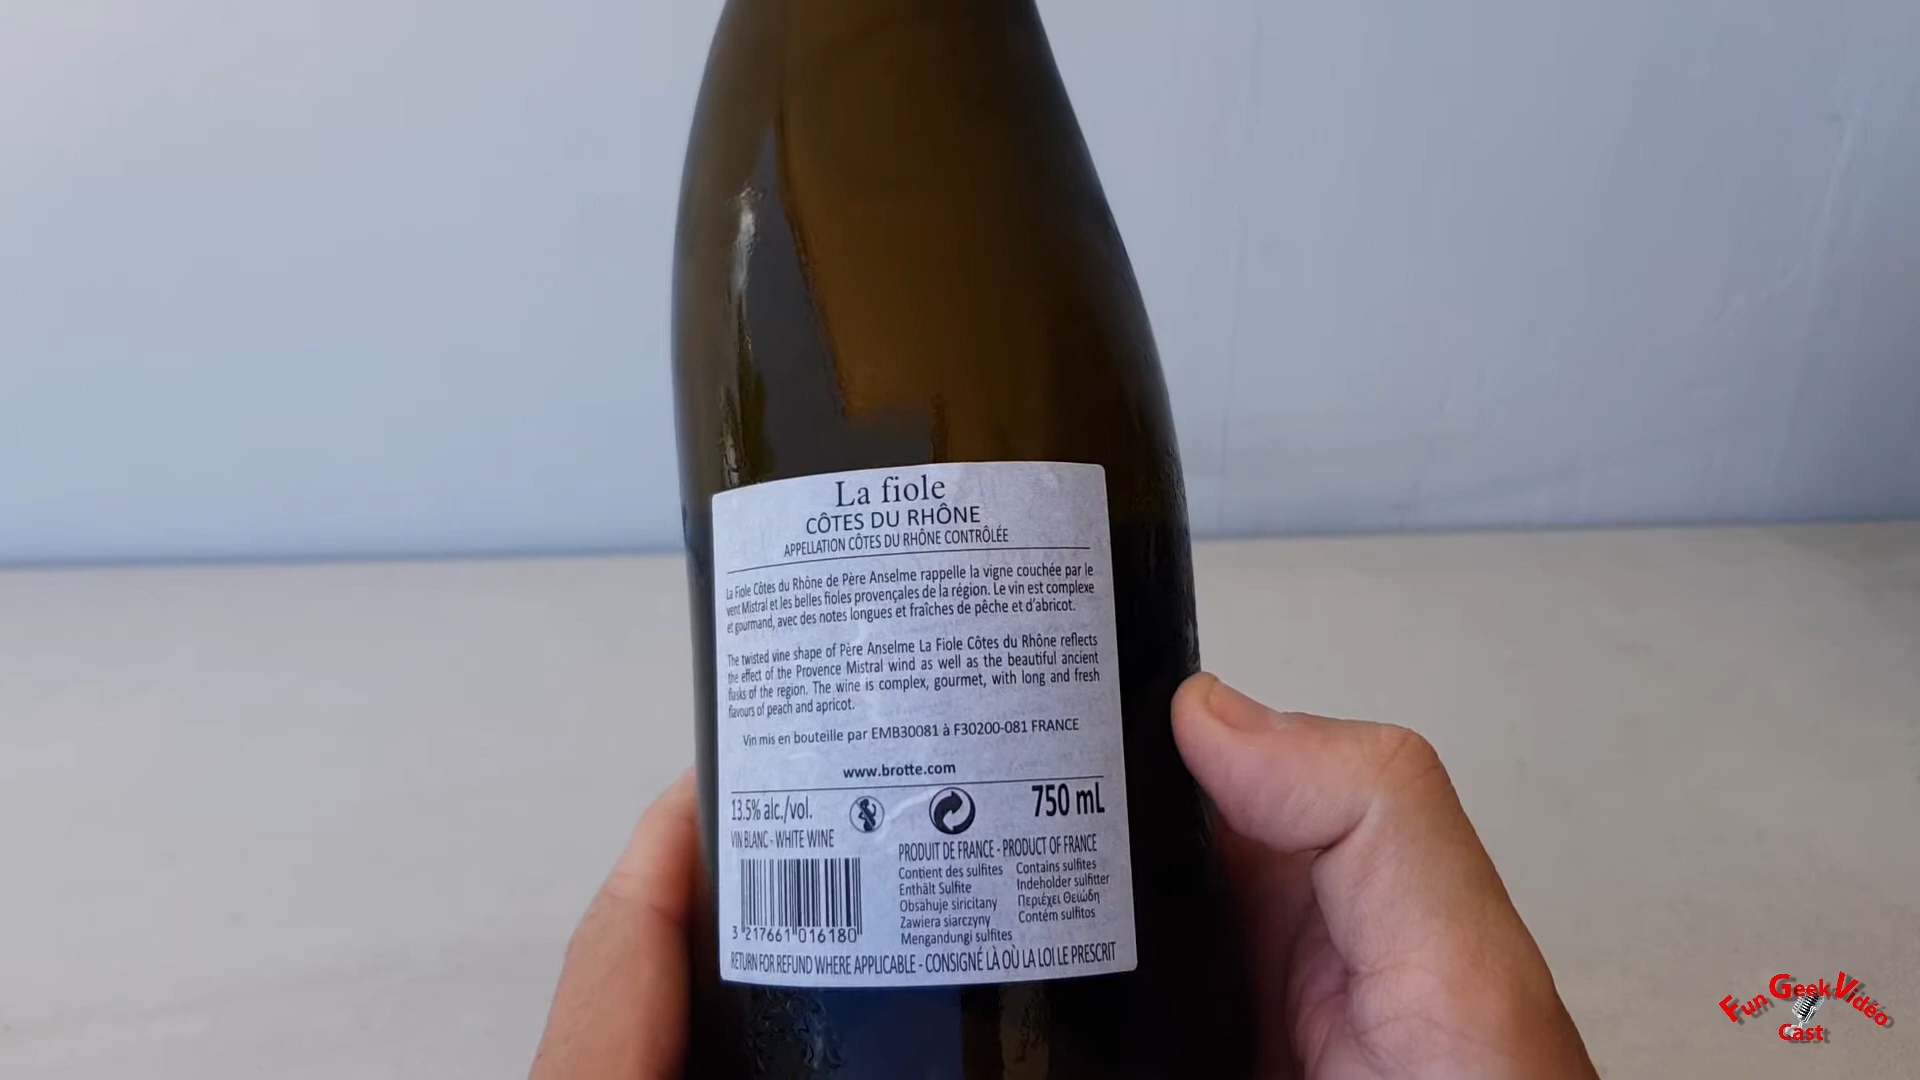 La fiole
CÔTES DU RHÔNE
APPELLATION CÔTES DU RHÔNE CONTRÔLÉE
La Fiole Côtes du Rhône de Père Anselme rappelle la vigne couchée par le
vent Mistral et les belles fioles provençales de la région. Le vin est complexe
et gourmand, avec des notes longues et fraîches de pêche et d'abricot.
The twisted vine shape of Père Anselme La Fiole Côtes du Rhône reflects
the effect of the Provence Mistral wind as well as the beautiful ancient
flasks of the region. The wine is complex, gourmet, with long and fresh
flavours of peach and apricot.
Vin mis en bouteille par EMB30081 à F30200-081 FRANCE
www.brotte.com
13.5% alc./vol.
750 mL
VIN BLANC - WHITE WINE
PRODUIT DE FRANCE - PRODUCT OF FRANCE
Contient des sulfites Contains sulfites
Enthält Sulfite Indeholder sulfitter
Obsahuje siricitany Περιέχει Θειώδη
Zawiera siarczyny Contém sulfitos
Mengandungi sulfites
3 217661 016180
RETURN FOR REFUND WHERE APPLICABLE - CONSIGNÉ LÀ OÙ LA LOI LE PRESCRIT
Fun Geek Vidéo
Cast